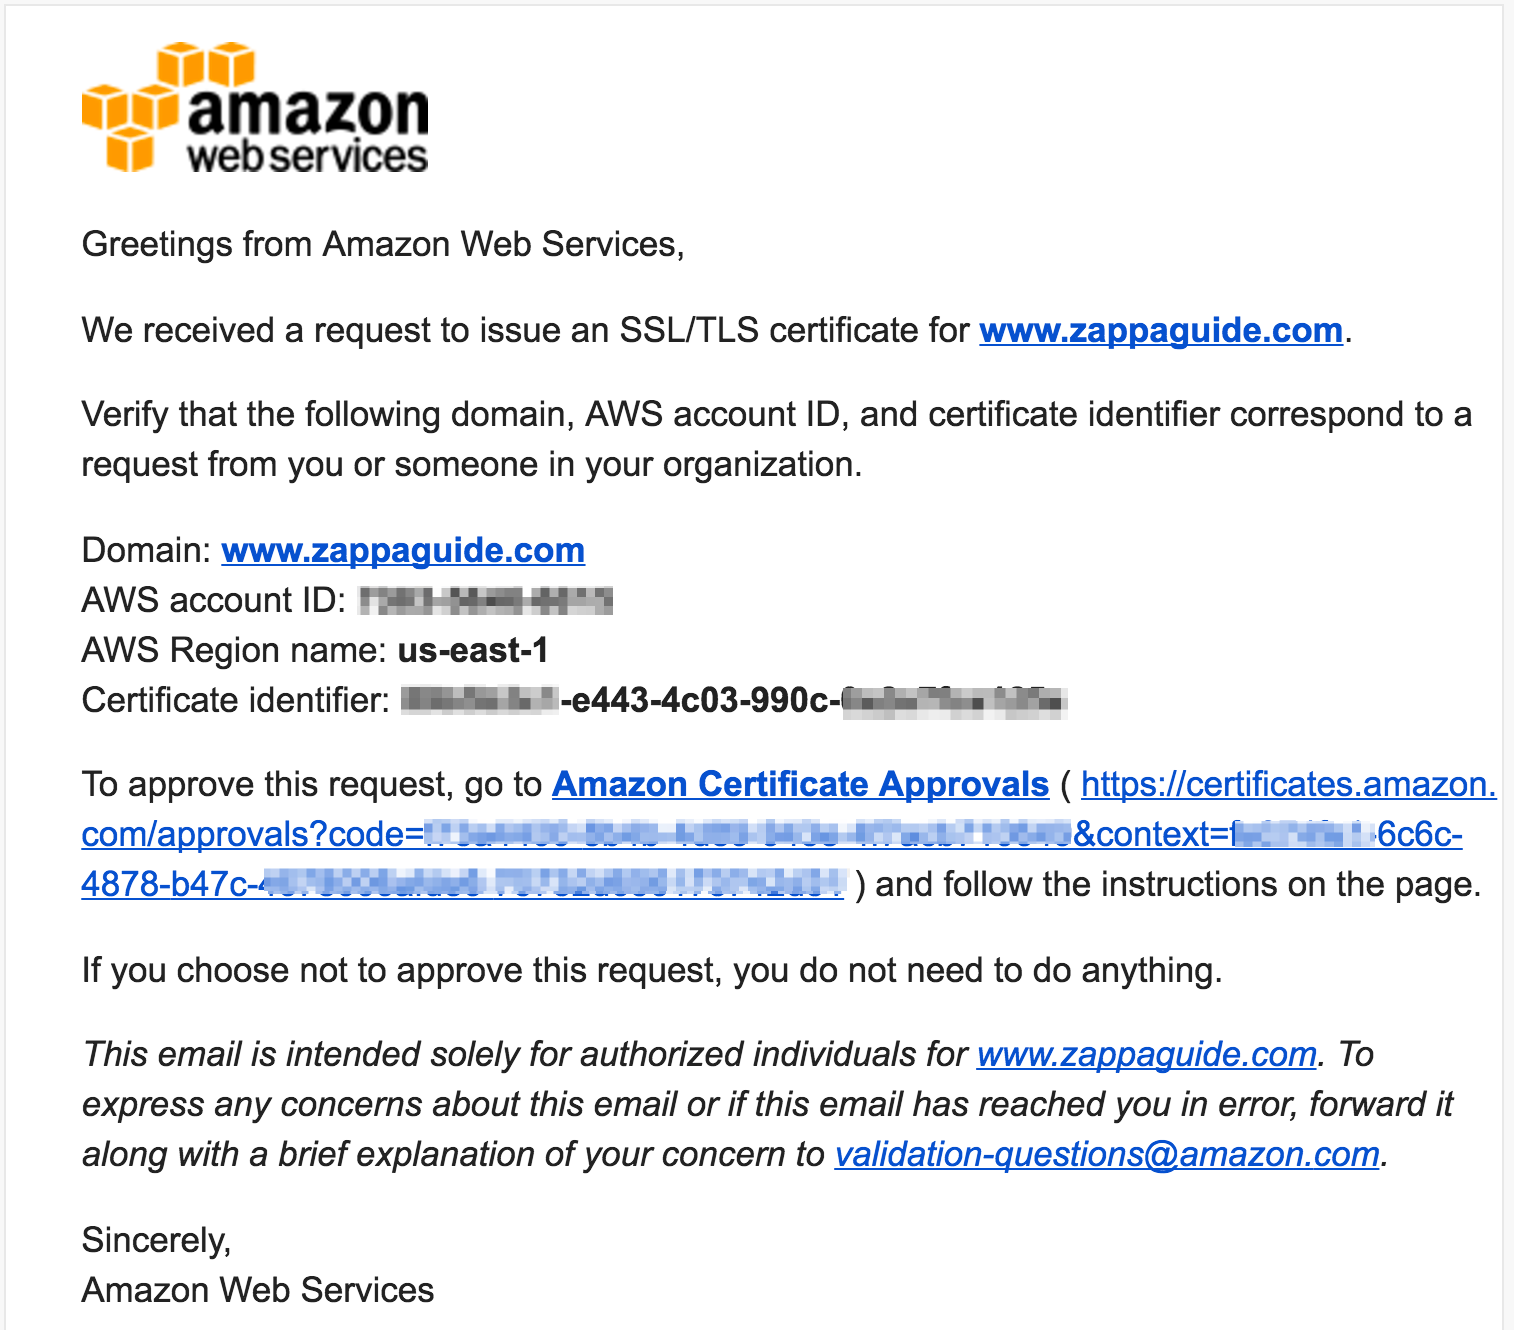 amazon
web services
Greetings from Amazon Web Services,
We received a request to issue an SSL/TLS certificate for www.zappaguide.com.
Verify that the following domain, AWS account ID, and certificate identifier correspond to a
request from you or someone in your organization.
Domain: www.zappaguide.com
AWS account ID:
AWS Region name: us-east-1
Certificate identifier: -e443-4c03-990c-
To approve this request, go to Amazon Certificate Approvals ( https://certificates.amazon.
com/approvals?code= &context= -6c6c-
4878-b47c- ) and follow the instructions on the page.
If you choose not to approve this request, you do not need to do anything.
This email is intended solely for authorized individuals for www.zappaguide.com. To
express any concerns about this email or if this email has reached you in error, forward it
along with a brief explanation of your concern to validation-questions@amazon.com.
Sincerely,
Amazon Web Services